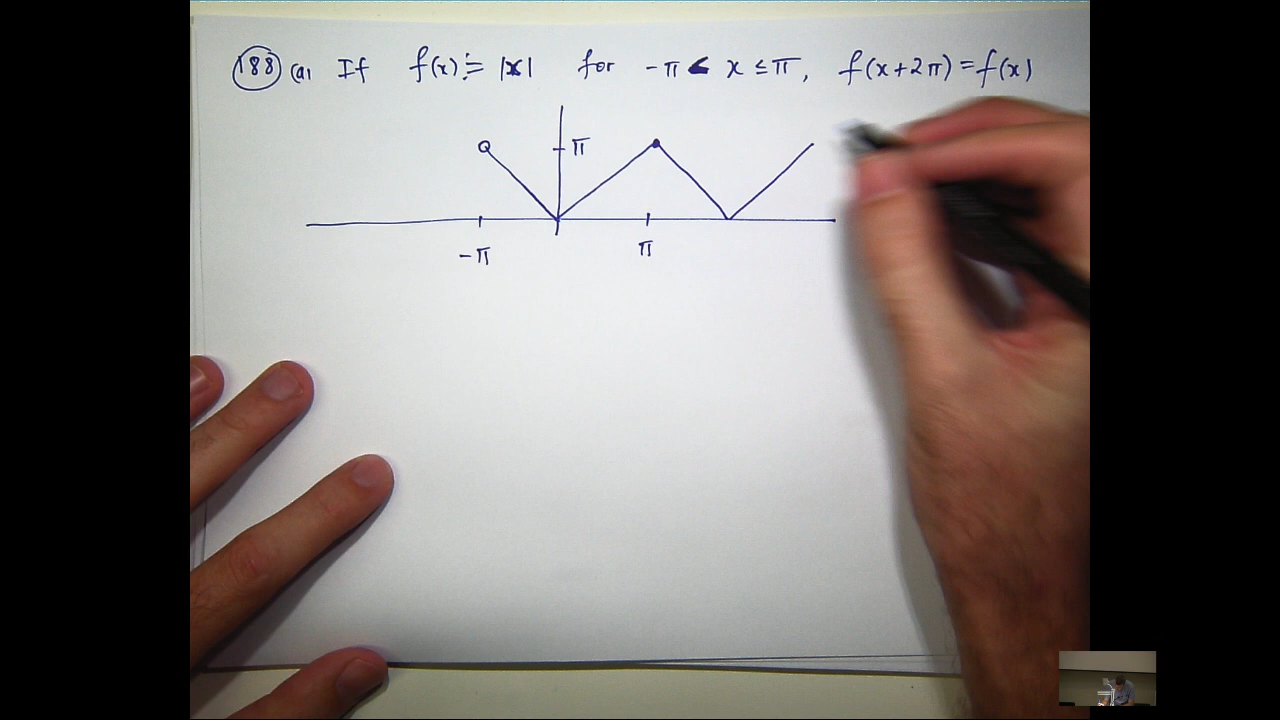 188 (a) If f(x) := |x| for -π < x ≤ π, f(x+2π) = f(x)
π
-π π